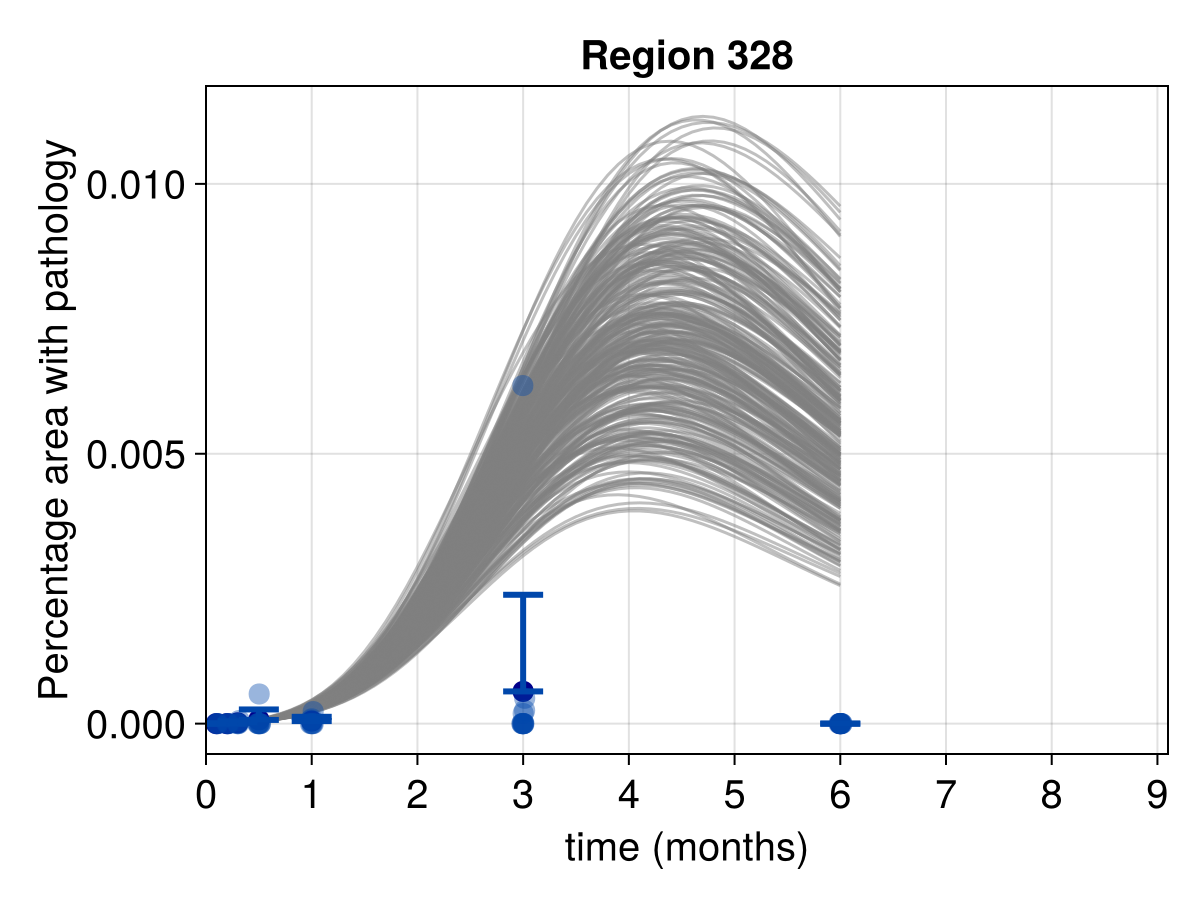 Region 328
Percentage area with pathology
0.010
0.005
0.000
0 1 2 3 4 5 6 7 8 9
time (months)